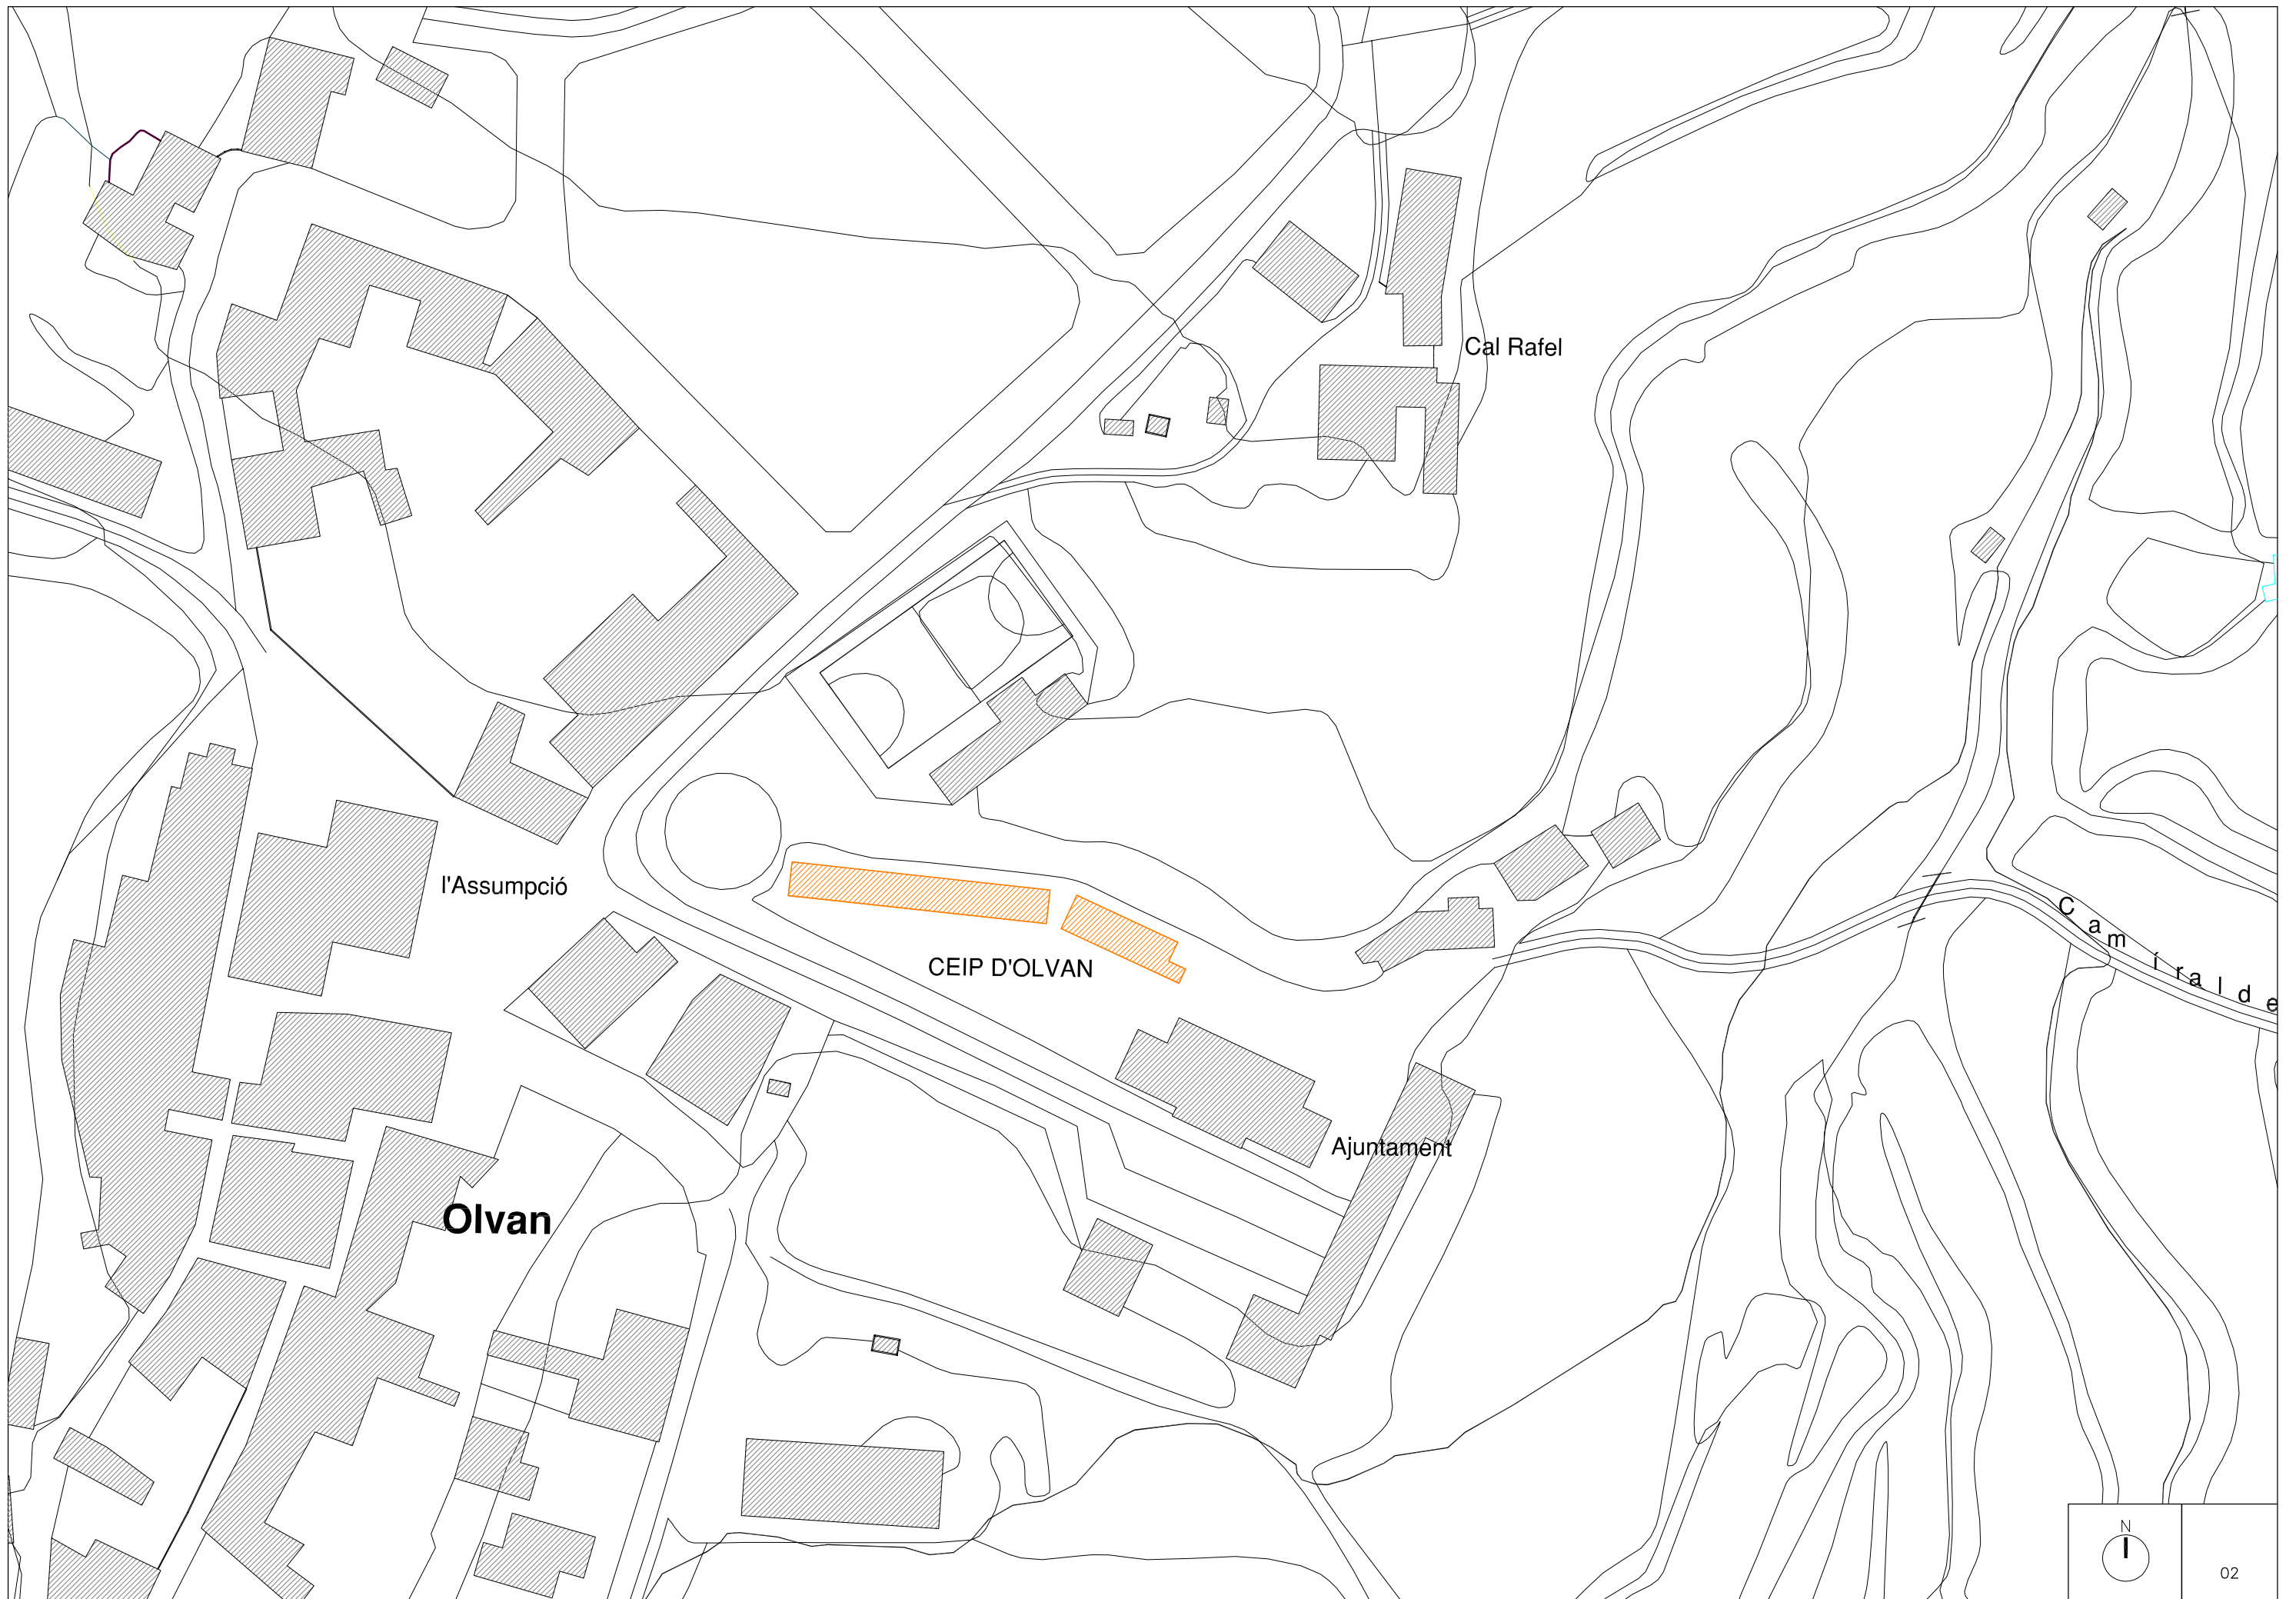 Cal Rafel
l'Assumpció
Camí ral de
CEIP D'OLVAN
Ajuntament
Olvan
N
02